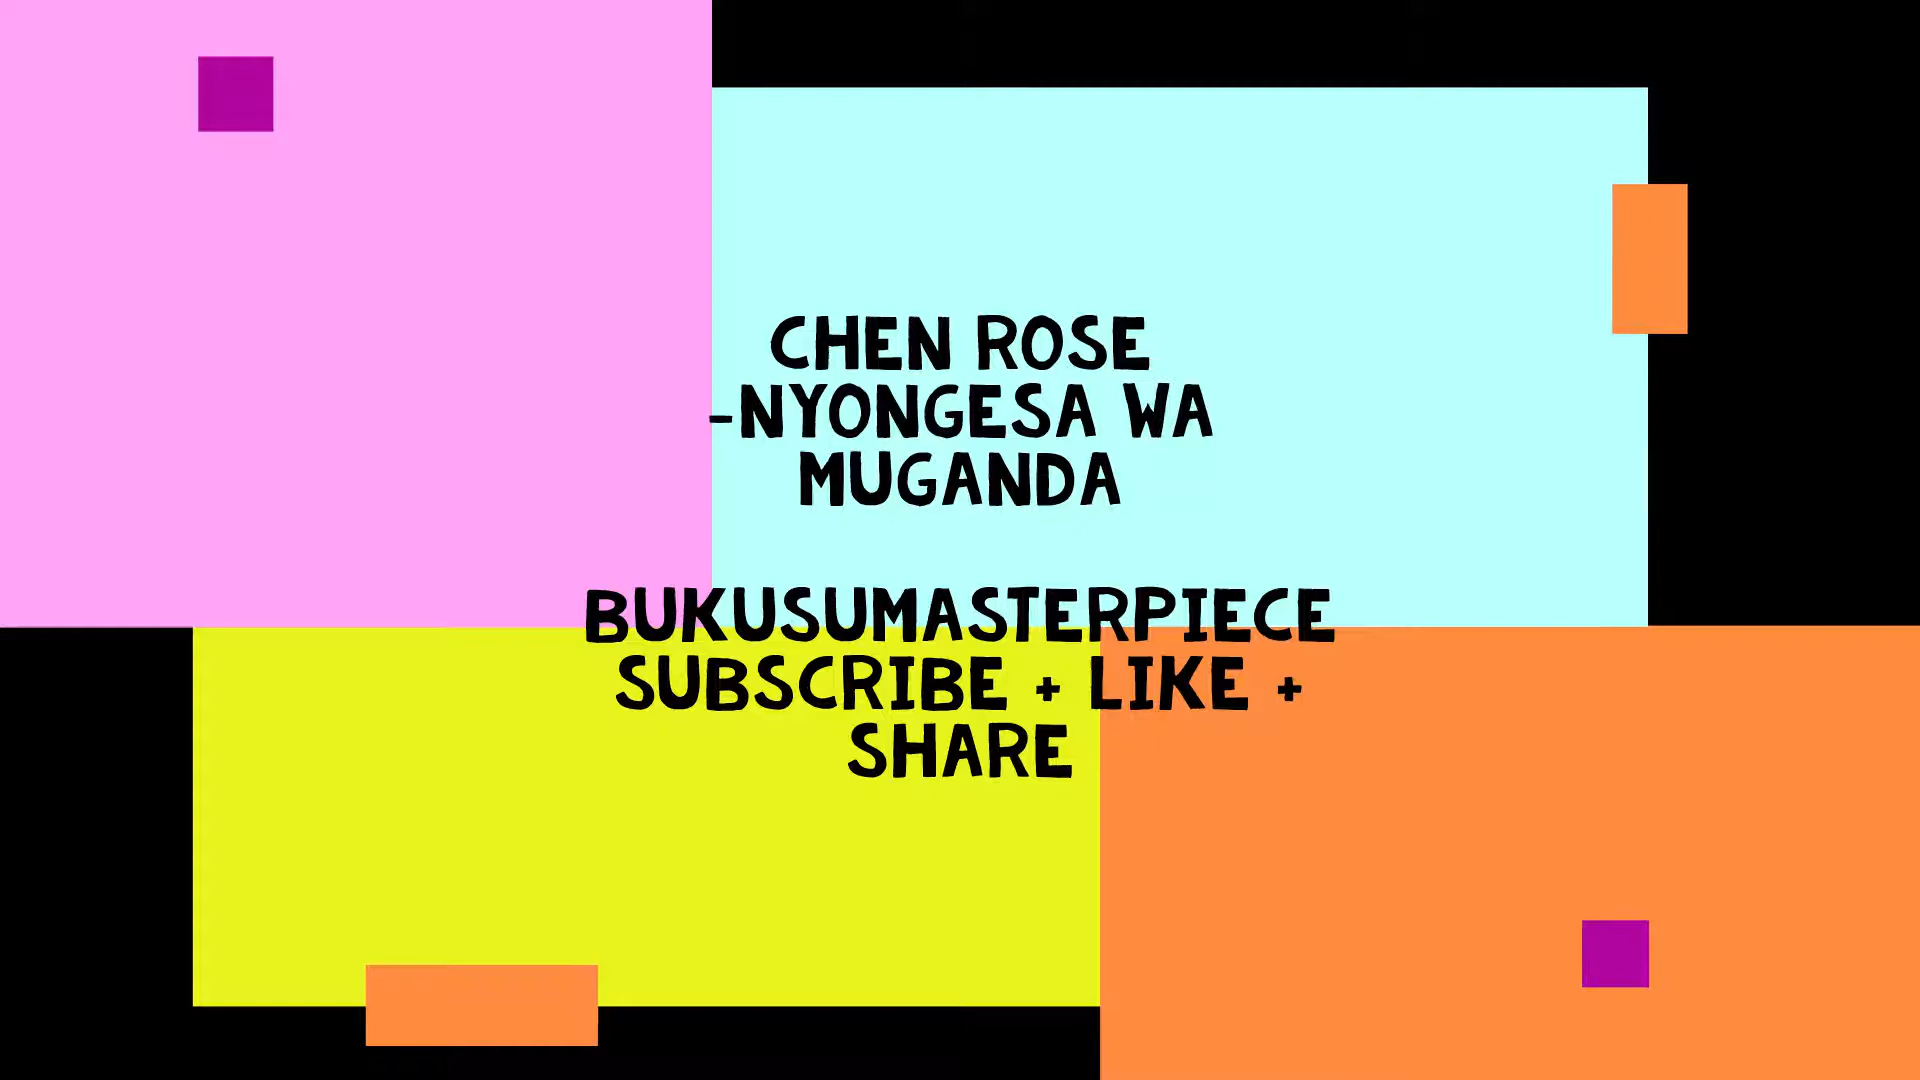 CHEN ROSE
-NYONGESA WA
MUGANDA
BUKUSUMASTERPIECE
SUBSCRIBE + LIKE +
SHARE